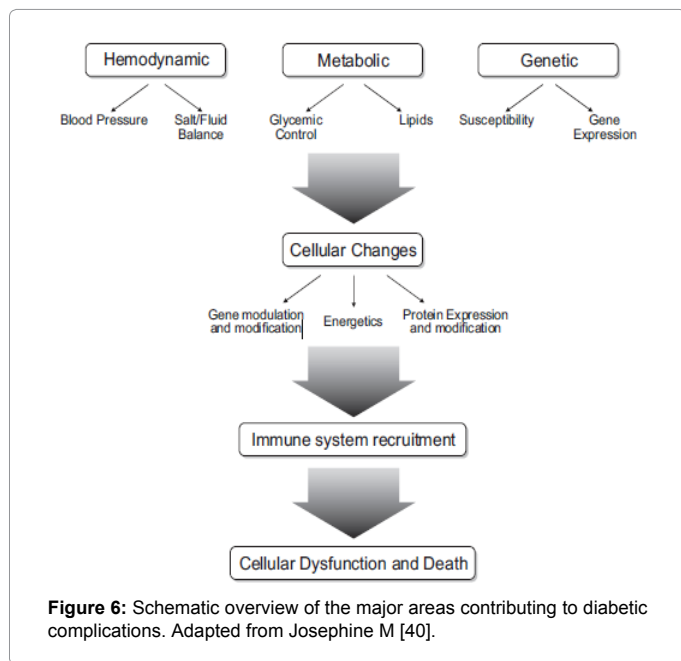 Hemodynamic Metabolic Genetic
Blood Pressure Salt/Fluid Balance Glycemic Control Lipids Susceptibility Gene Expression
Cellular Changes
Gene modulation and modification Energetics Protein Expression and modification
Immune system recruitment
Cellular Dysfunction and Death
Figure 6: Schematic overview of the major areas contributing to diabetic
complications. Adapted from Josephine M [40].